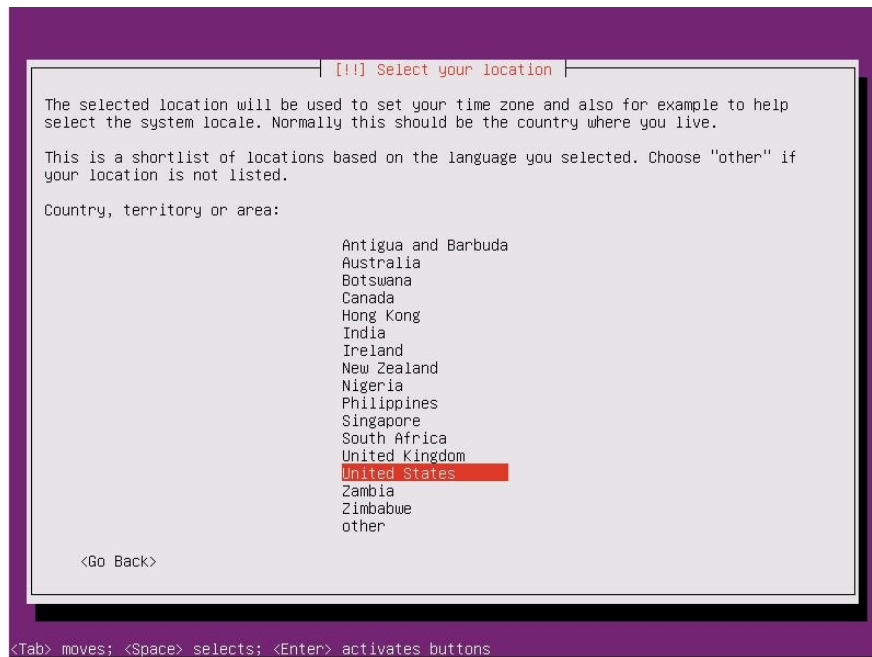 [!!] Select your location
The selected location will be used to set your time zone and also for example to help
select the system locale. Normally this should be the country where you live.
This is a shortlist of locations based on the language you selected. Choose "other" if
your location is not listed.
Country, territory or area:
Antigua and Barbuda
Australia
Botswana
Canada
Hong Kong
India
Ireland
New Zealand
Nigeria
Philippines
Singapore
South Africa
United Kingdom
United States
Zambia
Zimbabwe
other
<Go Back>
<Tab> moves; <Space> selects; <Enter> activates buttons